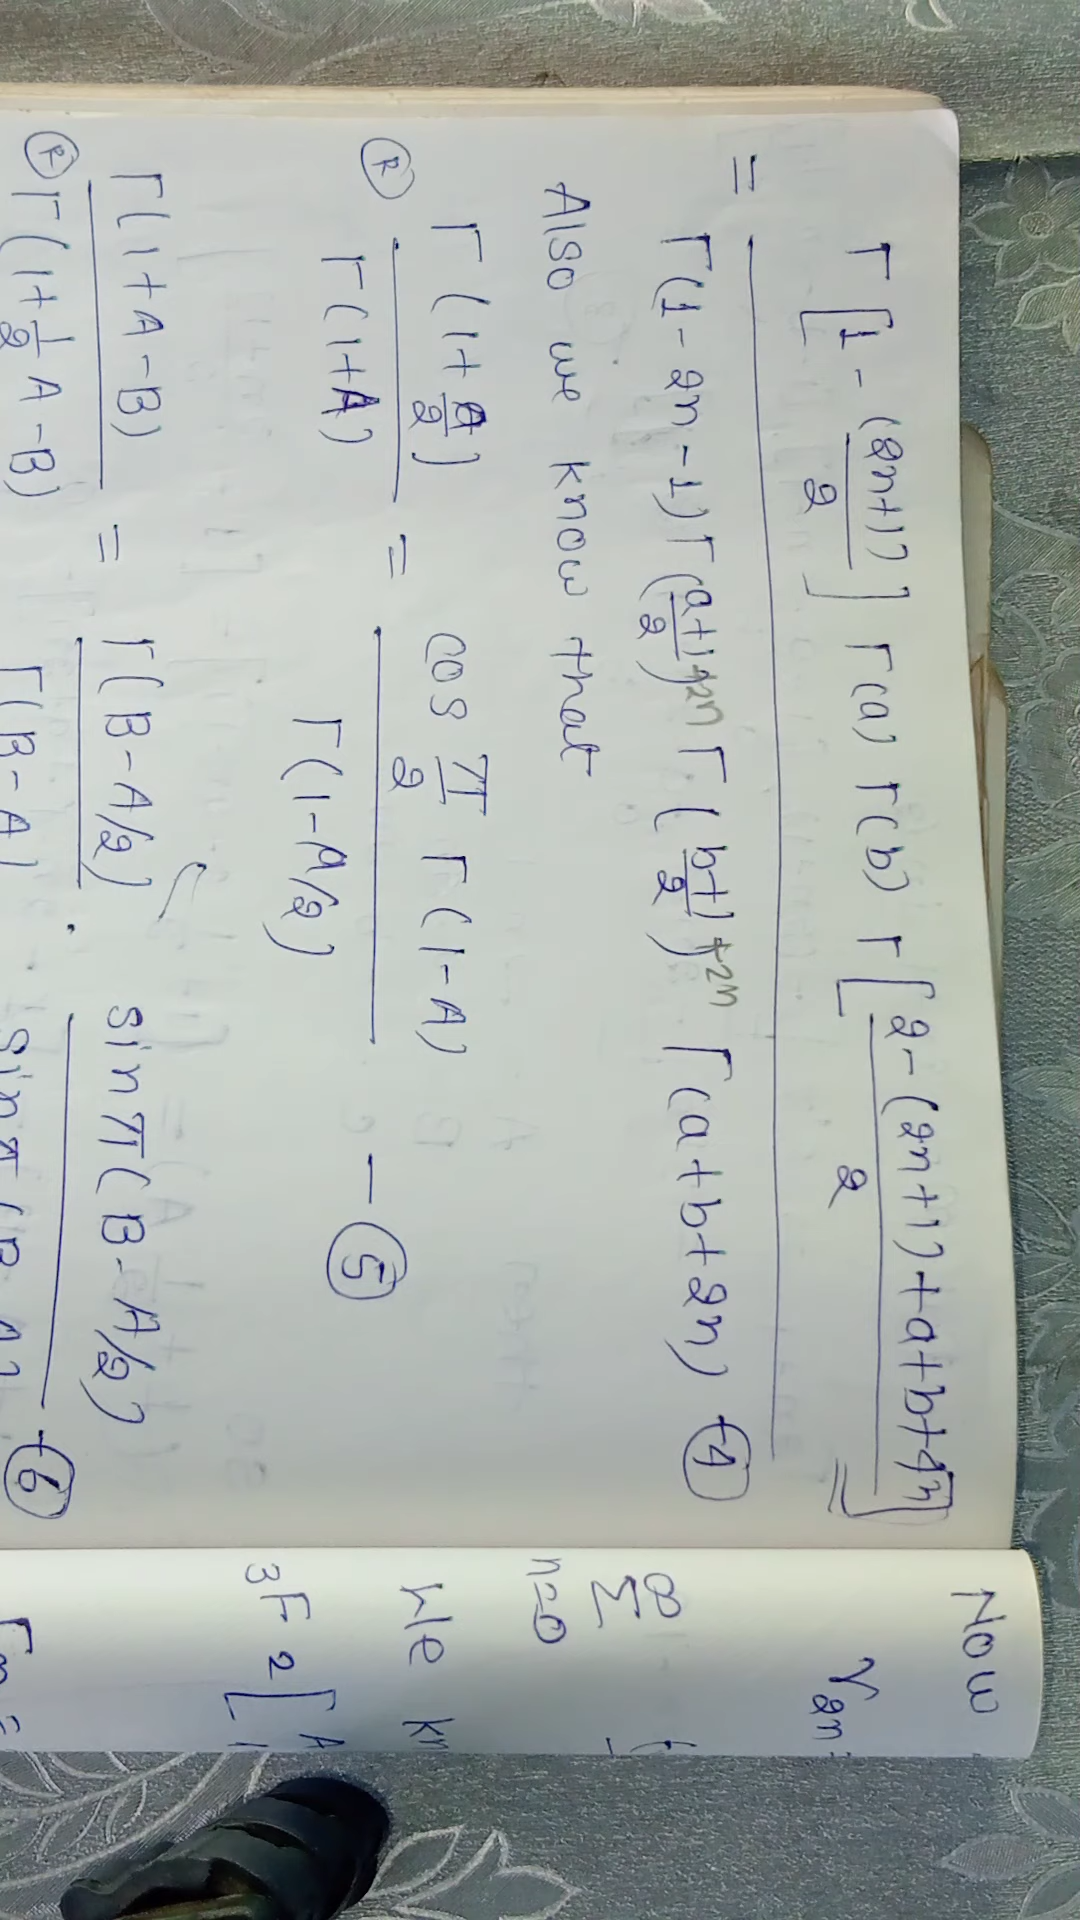 = Γ[1 - (2n+1)/2] Γ(a) Γ(b) Γ[(2-(2n+1)+a+b+4n)/2]
Γ(1-2n-1) Γ((a+1)/2 +2n) Γ((b+1)/2 +2n) Γ(a+b+2n) -④
Also we know that
Ⓡ Γ(1+A/2) / Γ(1+A) = cos π/2 Γ(1-A) / Γ(1-A/2) - ⑤
Γ(1+A-B) / Γ(1+1/2 A-B) = Γ(B-A/2) / Γ(B-A) . sin π(B-A/2) / sin π(B-A) -⑥
Now
γ2n =
∞ Σ n=0
We kn
3F2[A